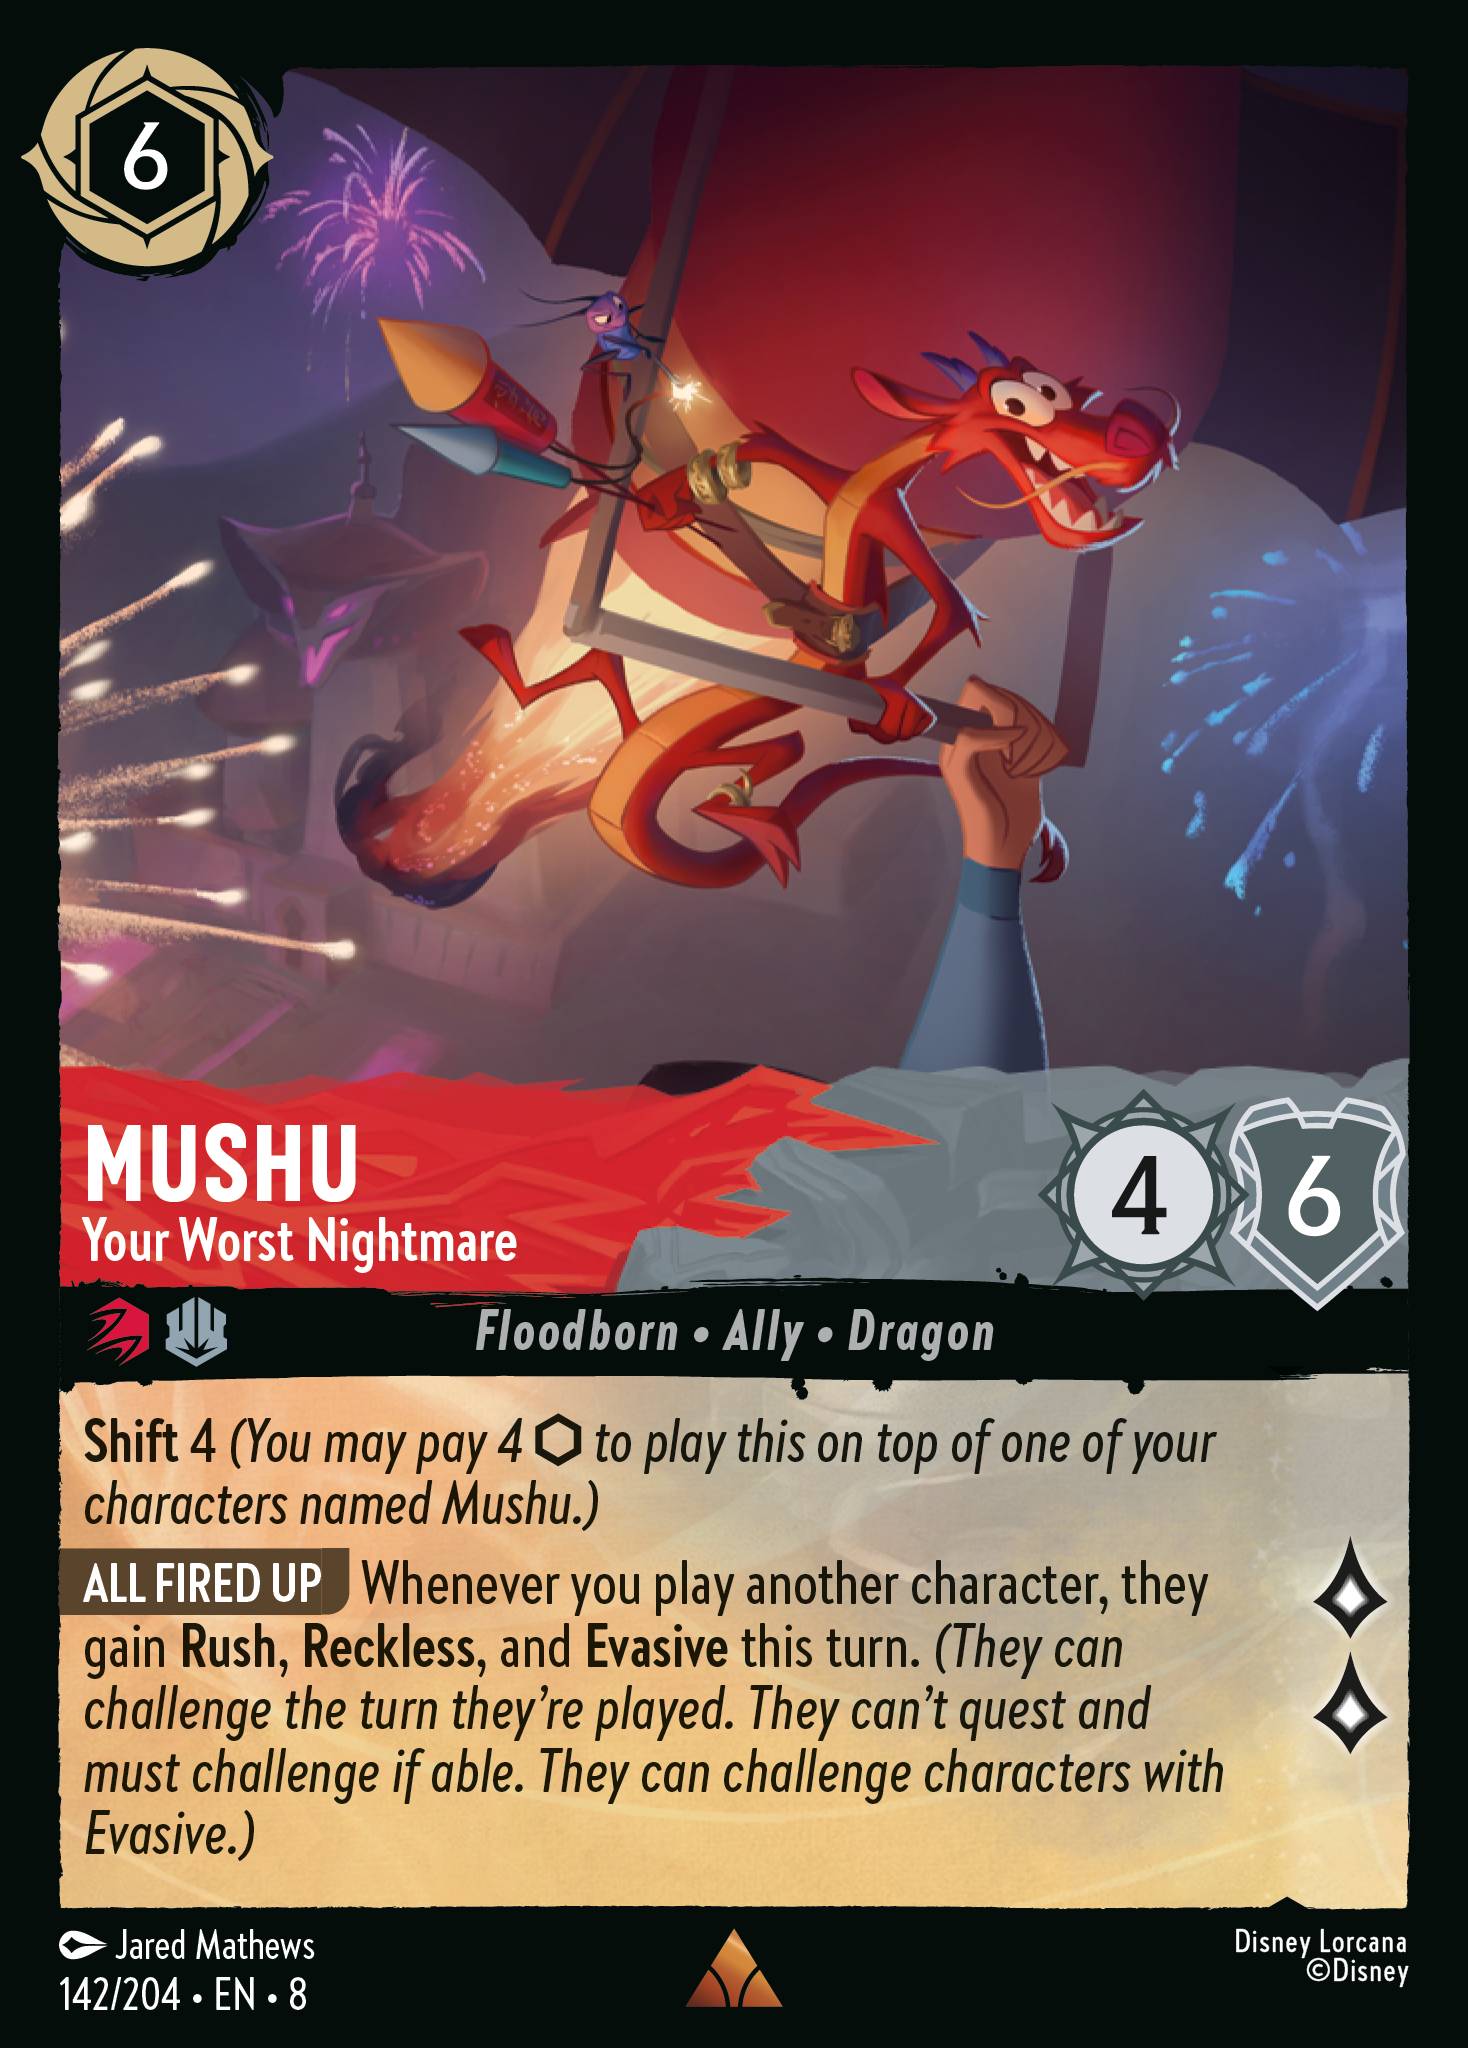 6
MUSHU
Your Worst Nightmare
4
6
Floodborn • Ally • Dragon
Shift 4 (You may pay 4 ⬡ to play this on top of one of your
characters named Mushu.)
ALL FIRED UP Whenever you play another character, they
gain Rush, Reckless, and Evasive this turn. (They can
challenge the turn they’re played. They can’t quest and
must challenge if able. They can challenge characters with
Evasive.)
Jared Mathews
142/204 • EN • 8
Disney Lorcana
©Disney